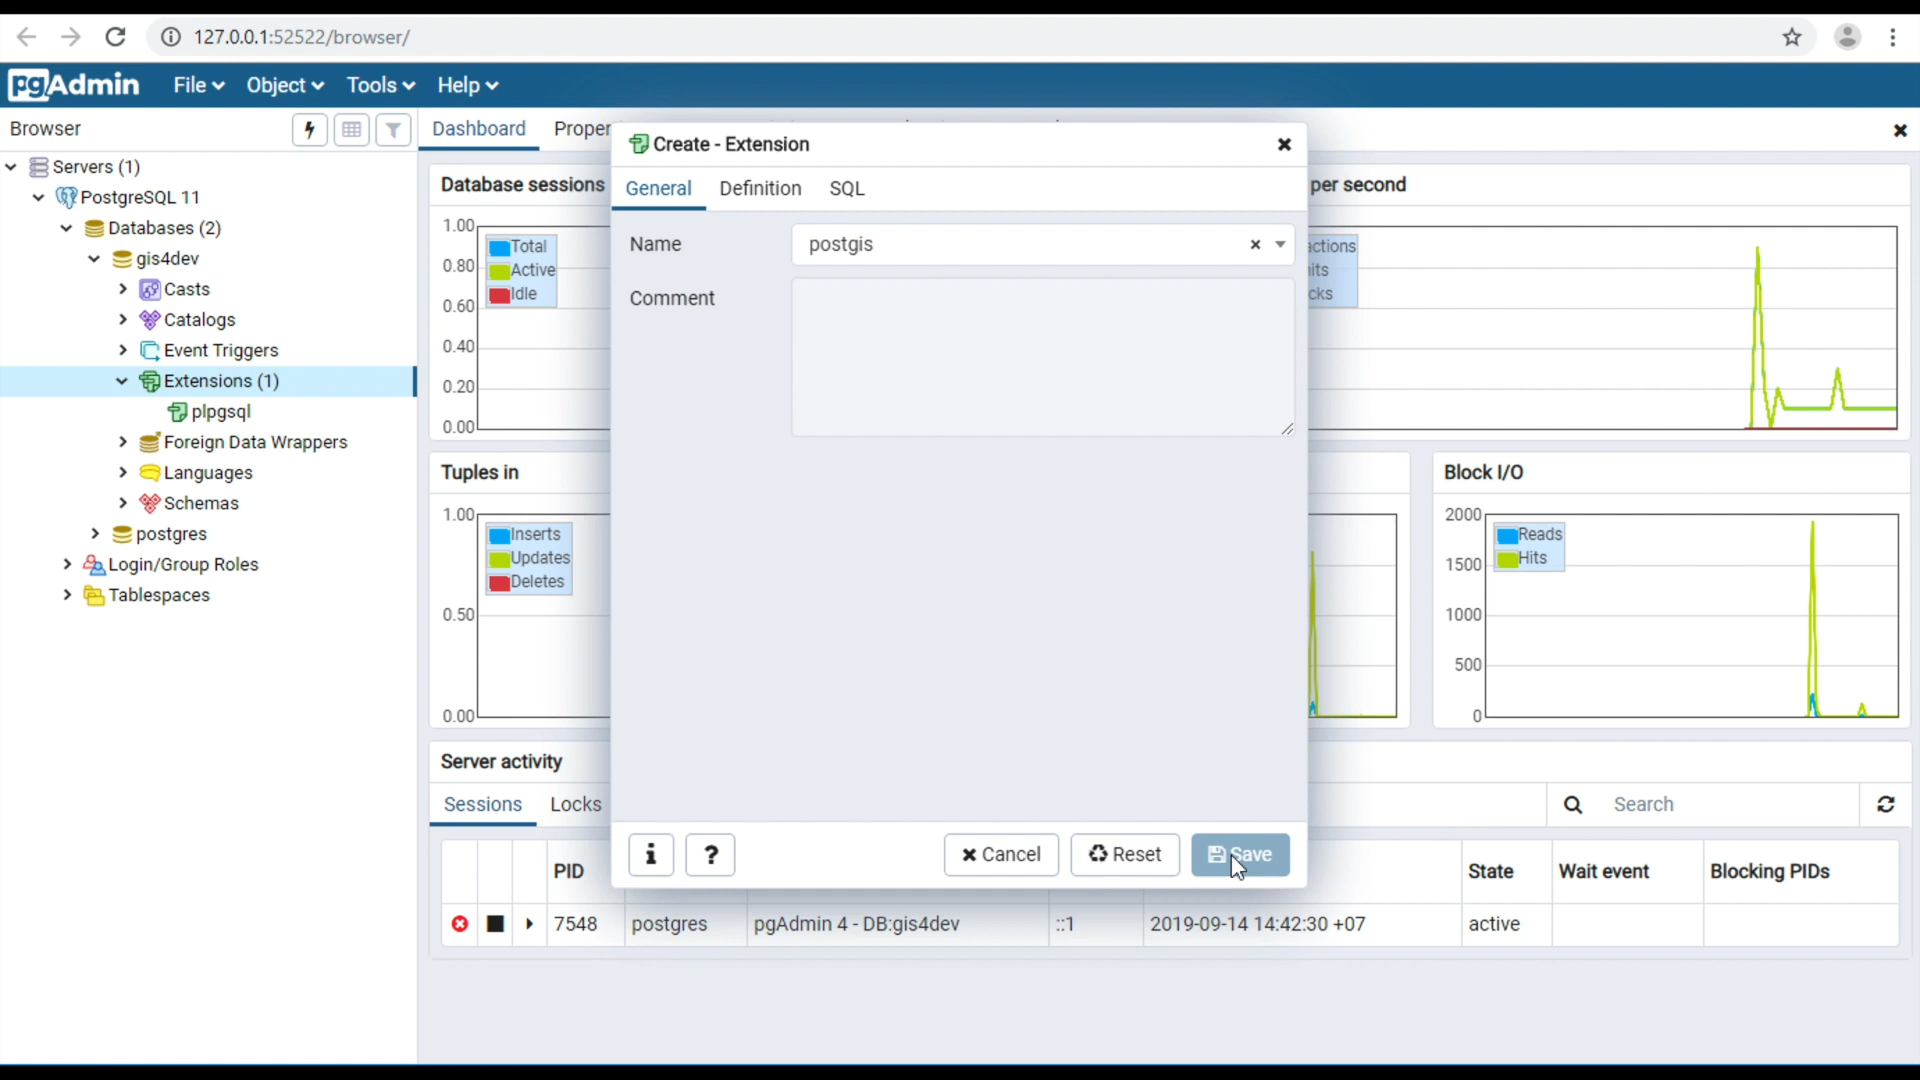 127.0.0.1:52522/browser/
pgAdmin File Object Tools Help
Browser
Servers (1)
PostgreSQL 11
Databases (2)
gis4dev
Casts
Catalogs
Event Triggers
Extensions (1)
plpgsql
Foreign Data Wrappers
Languages
Schemas
postgres
Login/Group Roles
Tablespaces
Dashboard Proper
Create - Extension
General Definition SQL
Name postgis
Comment
Cancel Reset Save
Database sessions
1.00
0.80
0.60
0.40
0.20
0.00
Total
Active
Idle
per second
actions
its
cks
Tuples in
1.00
0.50
0.00
Inserts
Updates
Deletes
Block I/O
2000
1500
1000
500
0
Reads
Hits
Server activity
Sessions Locks Search
PID State Wait event Blocking PIDs
7548 postgres pgAdmin 4 - DB:gis4dev ::1 2019-09-14 14:42:30 +07 active